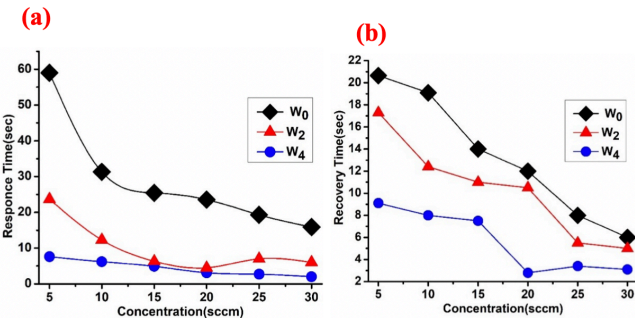 (a)
Responce Time(sec)
60
50
40
30
20
10
0
W0
W2
W4
5 10 15 20 25 30
Concentration(sccm)
(b)
Recovery Time(sec)
22
20
18
16
14
12
10
8
6
4
2
W0
W2
W4
5 10 15 20 25 30
Concentration(sccm)